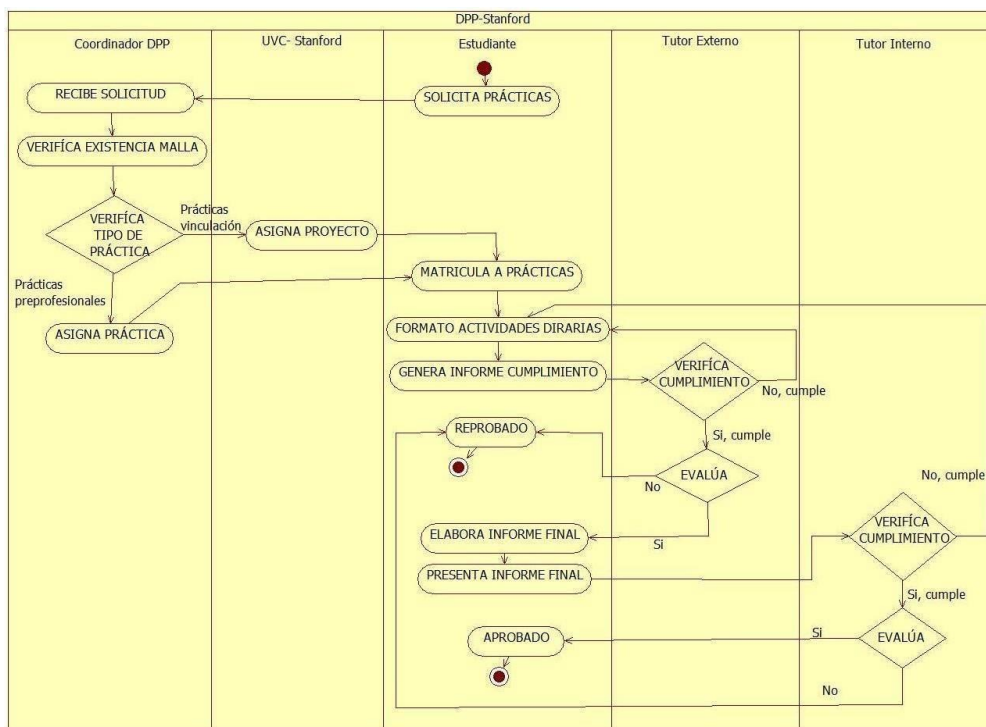 DPP-Stanford
Coordinador DPP
UVC- Stanford
Estudiante
Tutor Externo
Tutor Interno
RECIBE SOLICITUD
SOLICITA PRÁCTICAS
VERIFÍCA EXISTENCIA MALLA
VERIFÍCA
TIPO DE
PRÁCTICA
Prácticas
vinculación
ASIGNA PROYECTO
MATRICULA A PRÁCTICAS
Prácticas
preprofesionales
ASIGNA PRÁCTICA
FORMATO ACTIVIDADES DIRARIAS
GENERA INFORME CUMPLIMIENTO
VERIFÍCA
CUMPLIMIENTO
No, cumple
Si, cumple
REPROBADO
EVALÚA
No
Si
ELABORA INFORME FINAL
PRESENTA INFORME FINAL
No, cumple
VERIFÍCA
CUMPLIMIENTO
Si, cumple
EVALÚA
Si
APROBADO
No